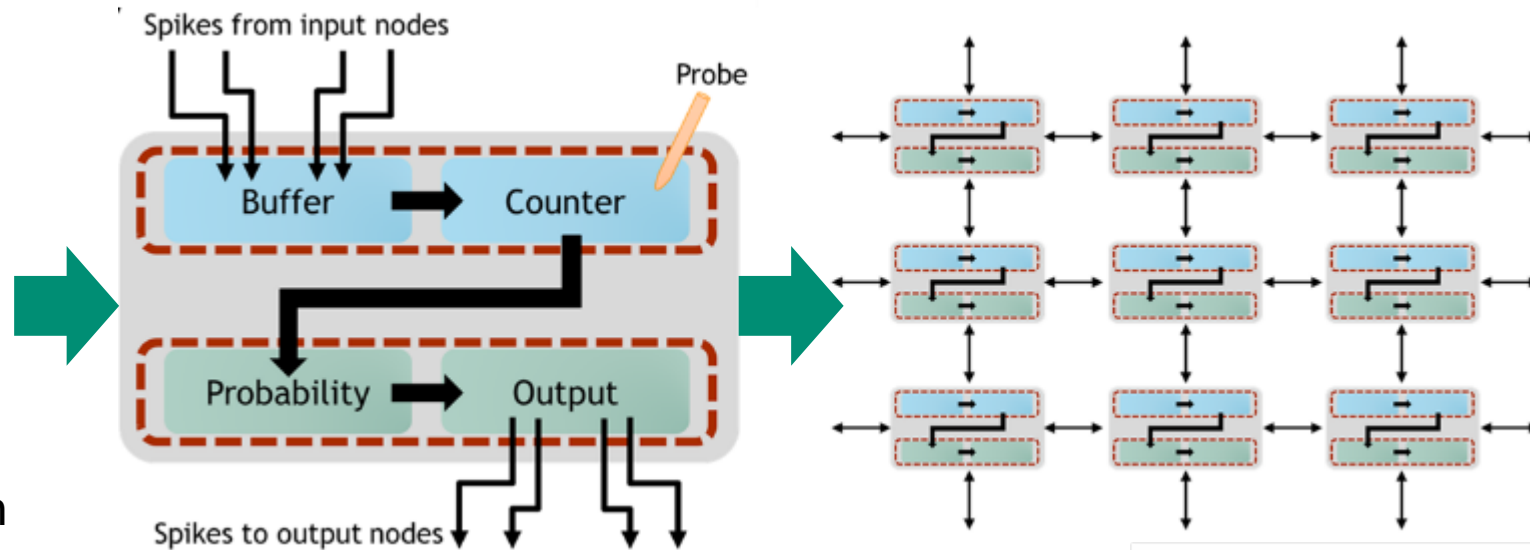 Spikes from input nodes
Probe
Buffer
Counter
Probability
Output
Spikes to output nodes